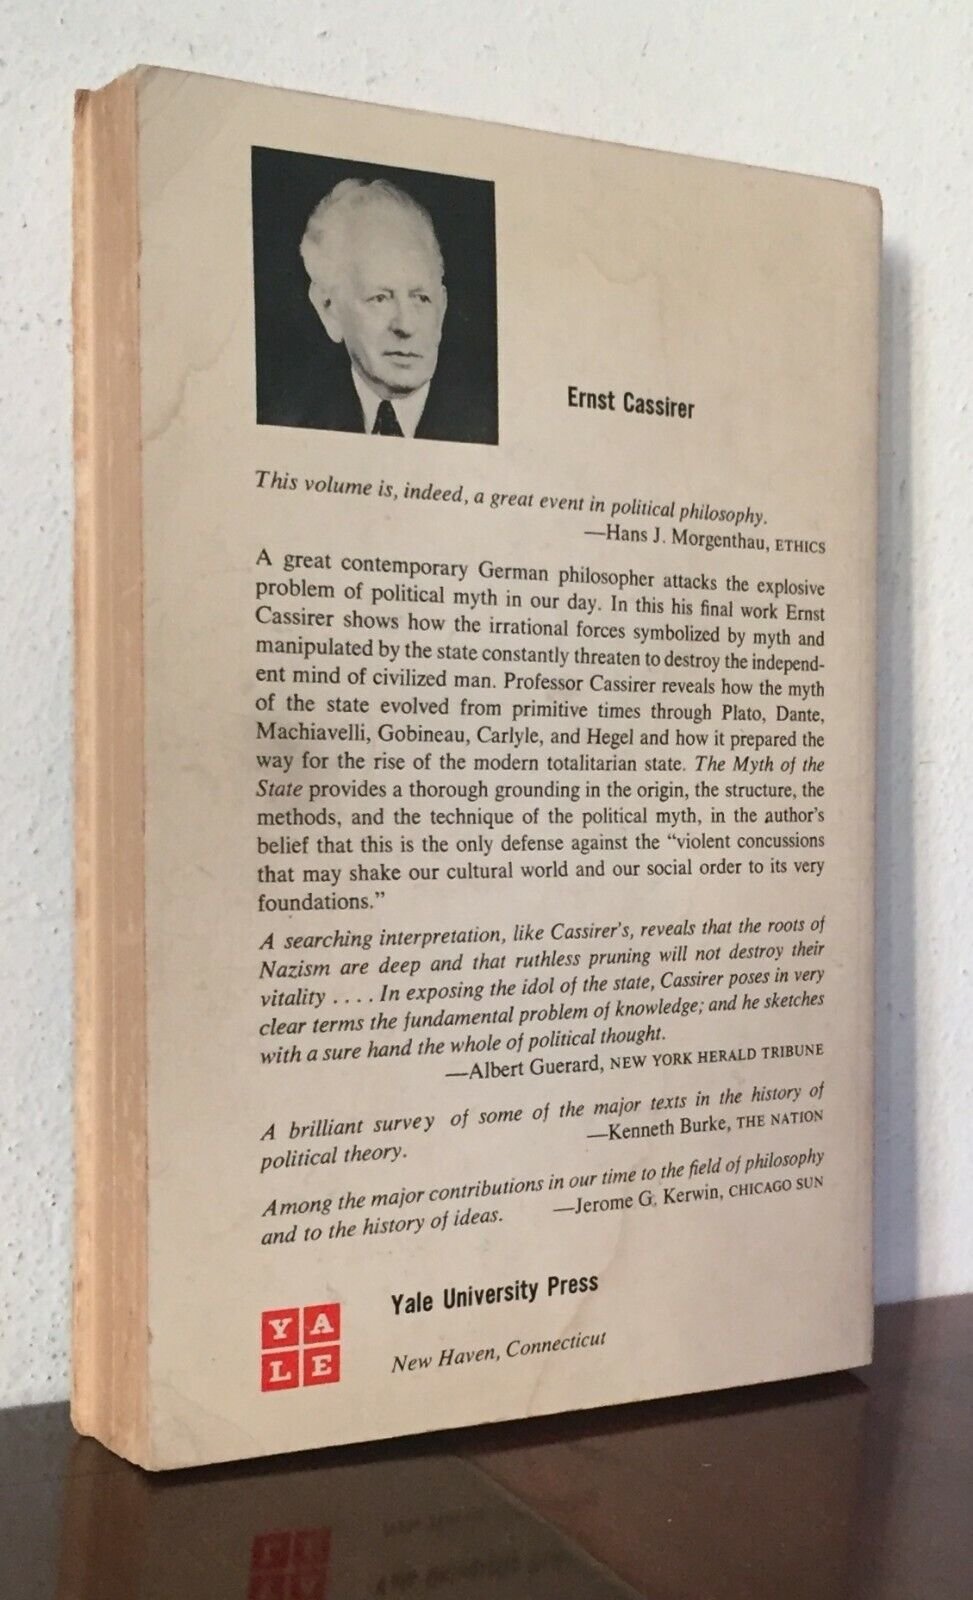 Ernst Cassirer
This volume is, indeed, a great event in political philosophy.
—Hans J. Morgenthau, ETHICS
A great contemporary German philosopher attacks the explosive
problem of political myth in our day. In this his final work Ernst
Cassirer shows how the irrational forces symbolized by myth and
manipulated by the state constantly threaten to destroy the independ-
ent mind of civilized man. Professor Cassirer reveals how the myth
of the state evolved from primitive times through Plato, Dante,
Machiavelli, Gobineau, Carlyle, and Hegel and how it prepared the
way for the rise of the modern totalitarian state. The Myth of the
State provides a thorough grounding in the origin, the structure, the
methods, and the technique of the political myth, in the author's
belief that this is the only defense against the “violent concussions
that may shake our cultural world and our social order to its very
foundations.”
A searching interpretation, like Cassirer's, reveals that the roots of
Nazism are deep and that ruthless pruning will not destroy their
vitality .... In exposing the idol of the state, Cassirer poses in very
clear terms the fundamental problem of knowledge; and he sketches
with a sure hand the whole of political thought.
—Albert Guerard, NEW YORK HERALD TRIBUNE
A brilliant survey of some of the major texts in the history of
political theory. —Kenneth Burke, THE NATION
Among the major contributions in our time to the field of philosophy
and to the history of ideas. —Jerome G. Kerwin, CHICAGO SUN
YA
LE
Yale University Press
New Haven, Connecticut